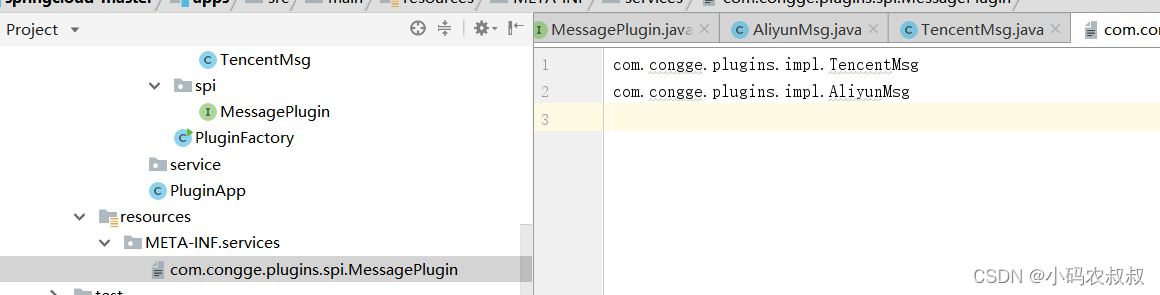 springcloud-master apps src main resources META-INF services com.congge.plugins.spi.MessagePlugin
Project
MessagePlugin.java
AliyunMsg.java
TencentMsg.java
TencentMsg
spi
MessagePlugin
PluginFactory
service
PluginApp
resources
META-INF.services
com.congge.plugins.spi.MessagePlugin
test
1 com.congge.plugins.impl.TencentMsg
2 com.congge.plugins.impl.AliyunMsg
3
CSDN @小码农叔叔